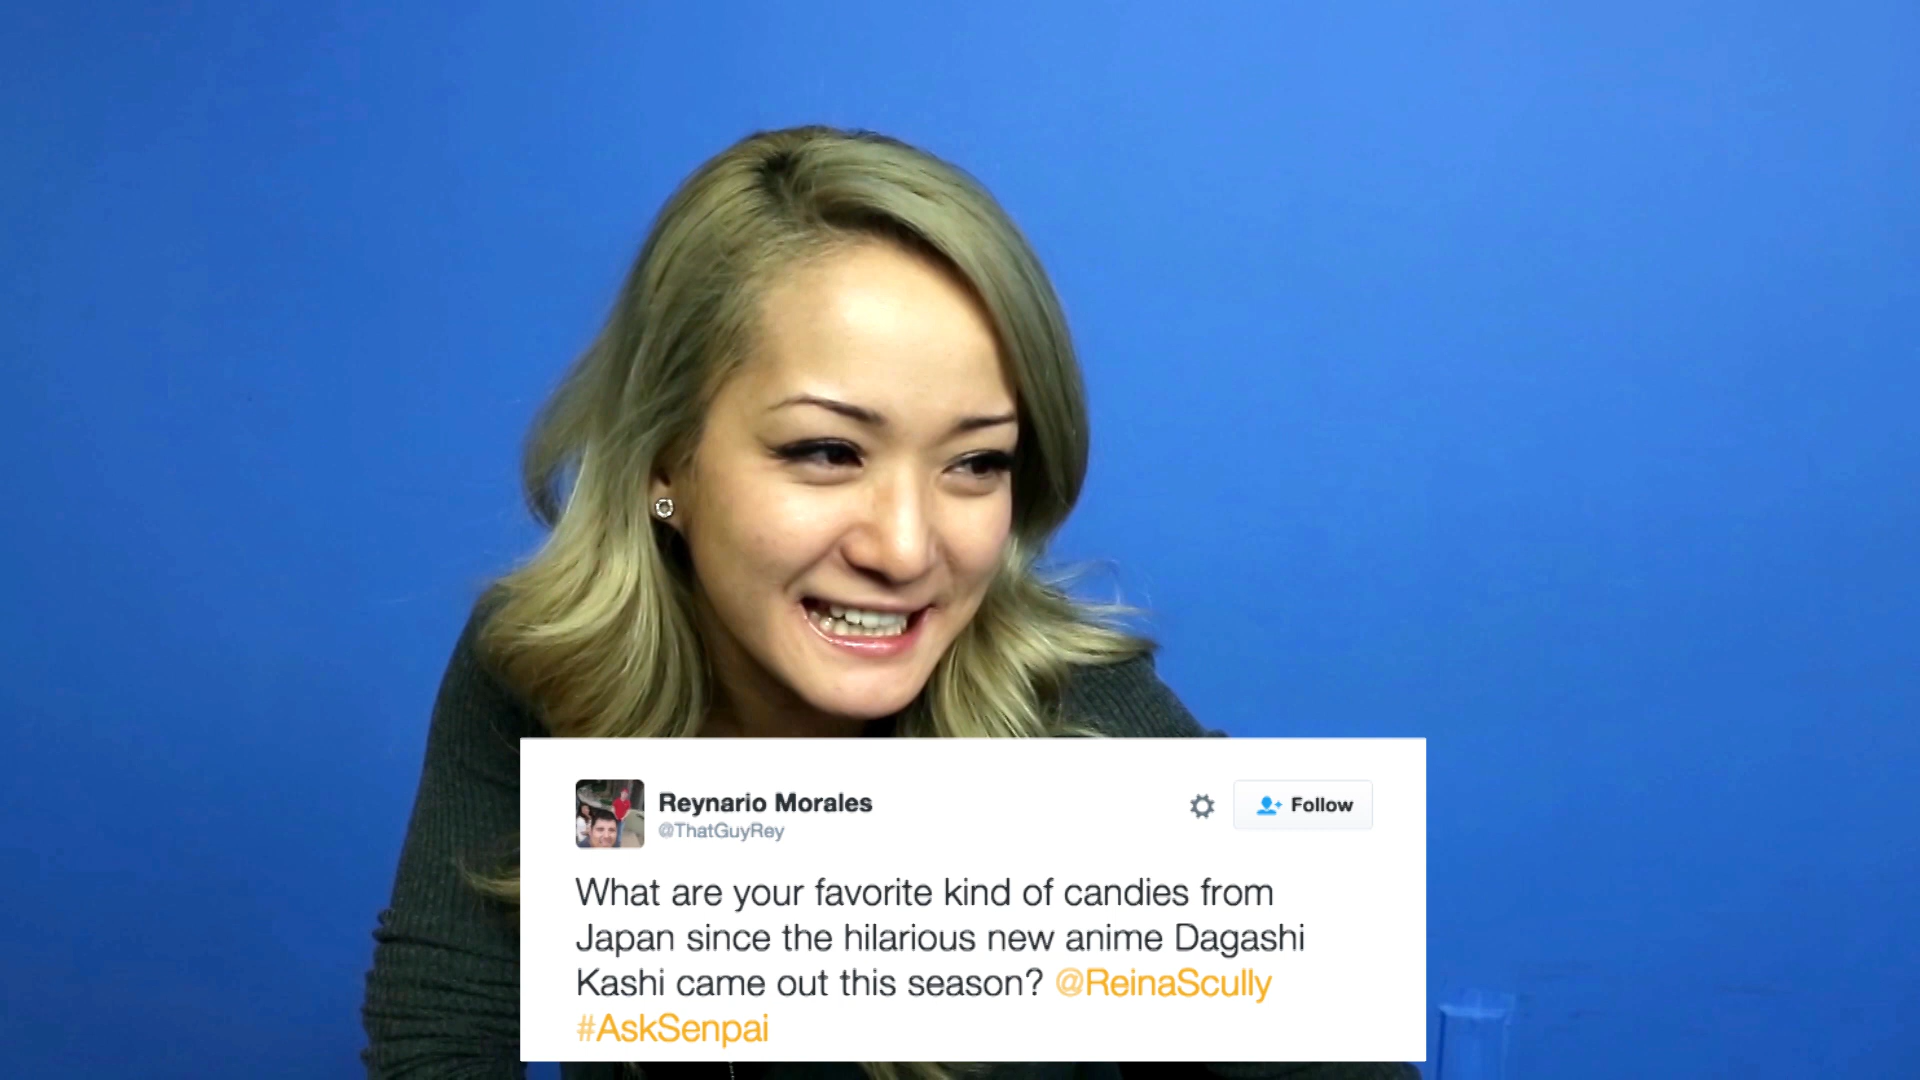 Reynario Morales
@ThatGuyRey
Follow
What are your favorite kind of candies from
Japan since the hilarious new anime Dagashi
Kashi came out this season? @ReinaScully
#AskSenpai